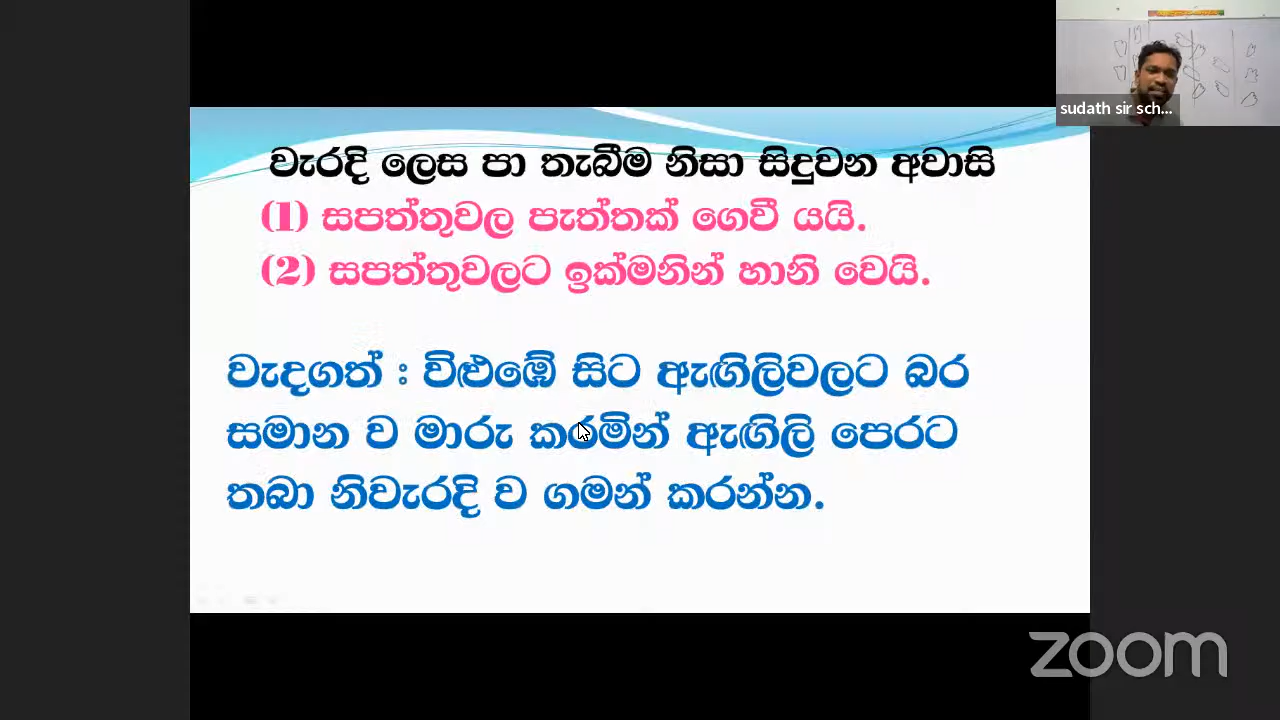 sudath sir sch...
වැරදි ලෙස පා තැබීම නිසා සිදුවන අවාසි
(1) සපත්තුවල පැත්තක් ගෙවී යයි.
(2) සපත්තුවලට ඉක්මනින් හානි වෙයි.
වැදගත් : විළුඹේ සිට ඇඟිලිවලට බර
සමාන ව මාරු කරමින් ඇඟිලි පෙරට
තබා නිවැරදි ව ගමන් කරන්න.
zoom